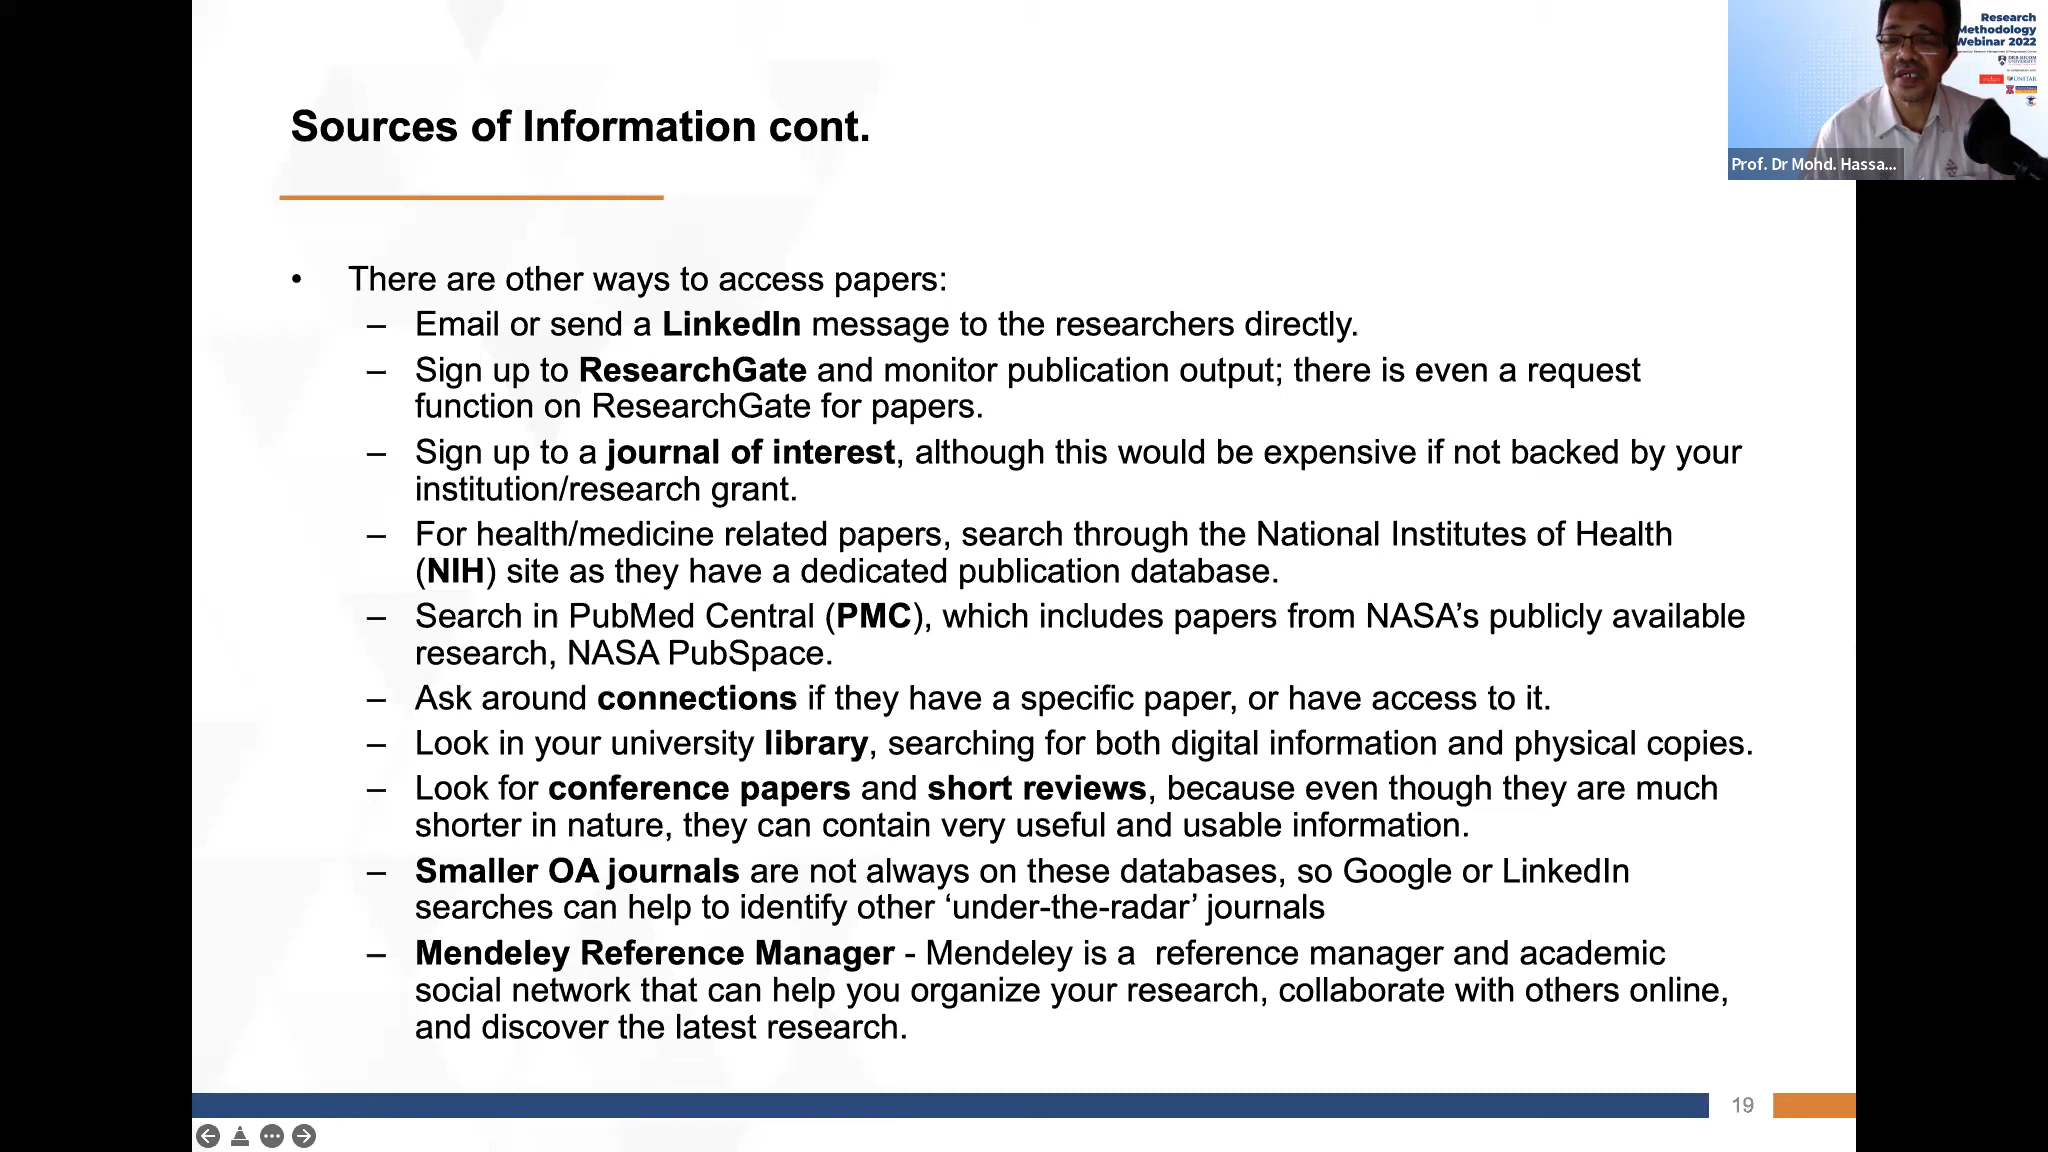 Sources of Information cont.
• There are other ways to access papers:
– Email or send a LinkedIn message to the researchers directly.
– Sign up to ResearchGate and monitor publication output; there is even a request
function on ResearchGate for papers.
– Sign up to a journal of interest, although this would be expensive if not backed by your
institution/research grant.
– For health/medicine related papers, search through the National Institutes of Health
(NIH) site as they have a dedicated publication database.
– Search in PubMed Central (PMC), which includes papers from NASA’s publicly available
research, NASA PubSpace.
– Ask around connections if they have a specific paper, or have access to it.
– Look in your university library, searching for both digital information and physical copies.
– Look for conference papers and short reviews, because even though they are much
shorter in nature, they can contain very useful and usable information.
– Smaller OA journals are not always on these databases, so Google or LinkedIn
searches can help to identify other ‘under-the-radar’ journals
– Mendeley Reference Manager - Mendeley is a  reference manager and academic
social network that can help you organize your research, collaborate with others online,
and discover the latest research.
19
Research
Methodology
Webinar 2022
UNITAR
Prof. Dr Mohd. Hassa...